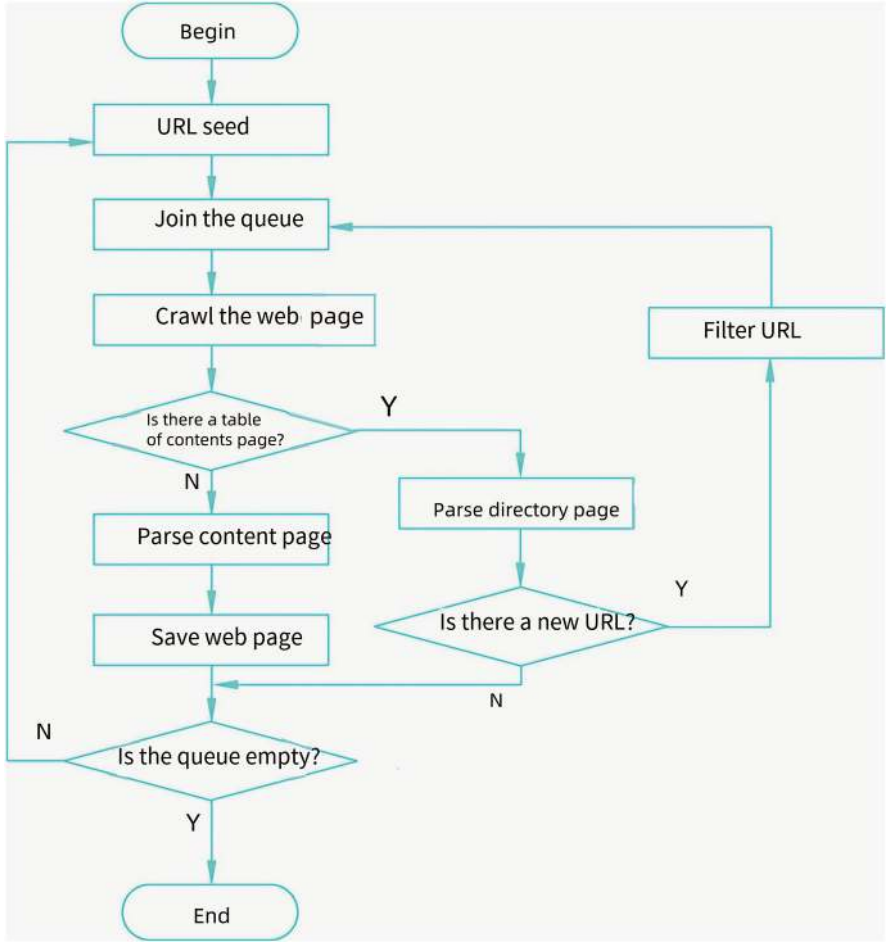 Begin
URL seed
Join the queue
Crawl the web page
Filter URL
Is there a table
of contents page?
Y
N
Parse directory page
Parse content page
Y
Is there a new URL?
Save web page
N
N
Is the queue empty?
Y
End